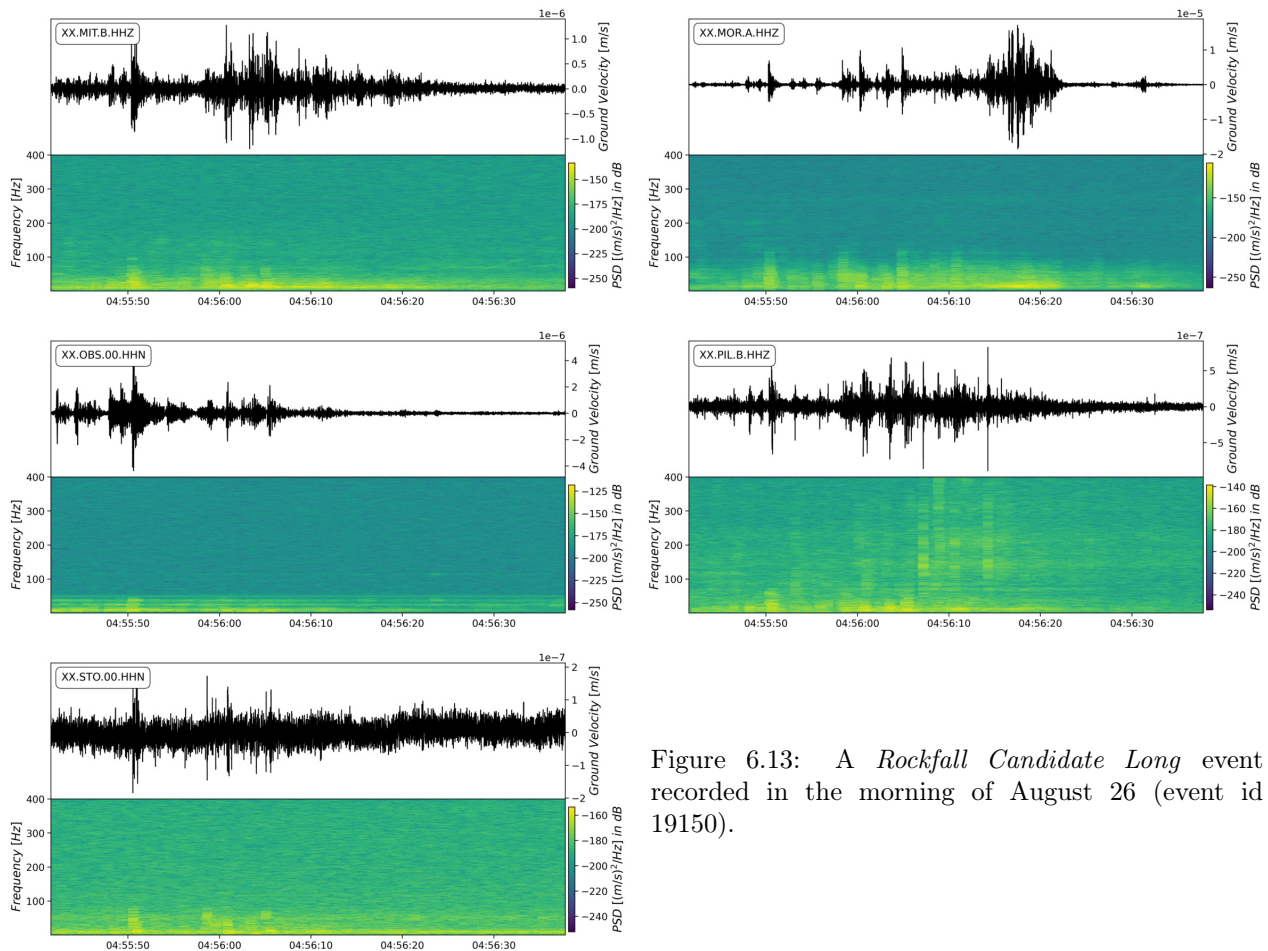 1e−6
XX.MIT.B.HHZ
1.0
0.5
0.0
−0.5
−1.0
Ground Velocity [m/s]
400
300
200
100
Frequency [Hz]
−150
−175
−200
−225
−250
PSD [(m/s)²/Hz] in dB
04:55:50 04:56:00 04:56:10 04:56:20 04:56:30
1e−5
XX.MOR.A.HHZ
1
0
−1
−2
Ground Velocity [m/s]
400
300
200
100
Frequency [Hz]
−150
−200
−250
PSD [(m/s)²/Hz] in dB
04:55:50 04:56:00 04:56:10 04:56:20 04:56:30
1e−6
XX.OBS.00.HHN
4
2
0
−2
−4
Ground Velocity [m/s]
400
300
200
100
Frequency [Hz]
−125
−150
−175
−200
−225
−250
PSD [(m/s)²/Hz] in dB
04:55:50 04:56:00 04:56:10 04:56:20 04:56:30
1e−7
XX.PIL.B.HHZ
5
0
−5
Ground Velocity [m/s]
400
300
200
100
Frequency [Hz]
−140
−160
−180
−200
−220
−240
PSD [(m/s)²/Hz] in dB
04:55:50 04:56:00 04:56:10 04:56:20 04:56:30
1e−7
XX.STO.00.HHN
2
1
0
−1
−2
Ground Velocity [m/s]
400
300
200
100
Frequency [Hz]
−160
−180
−200
−220
−240
PSD [(m/s)²/Hz] in dB
04:55:50 04:56:00 04:56:10 04:56:20 04:56:30
Figure 6.13: A Rockfall Candidate Long event
recorded in the morning of August 26 (event id
19150).